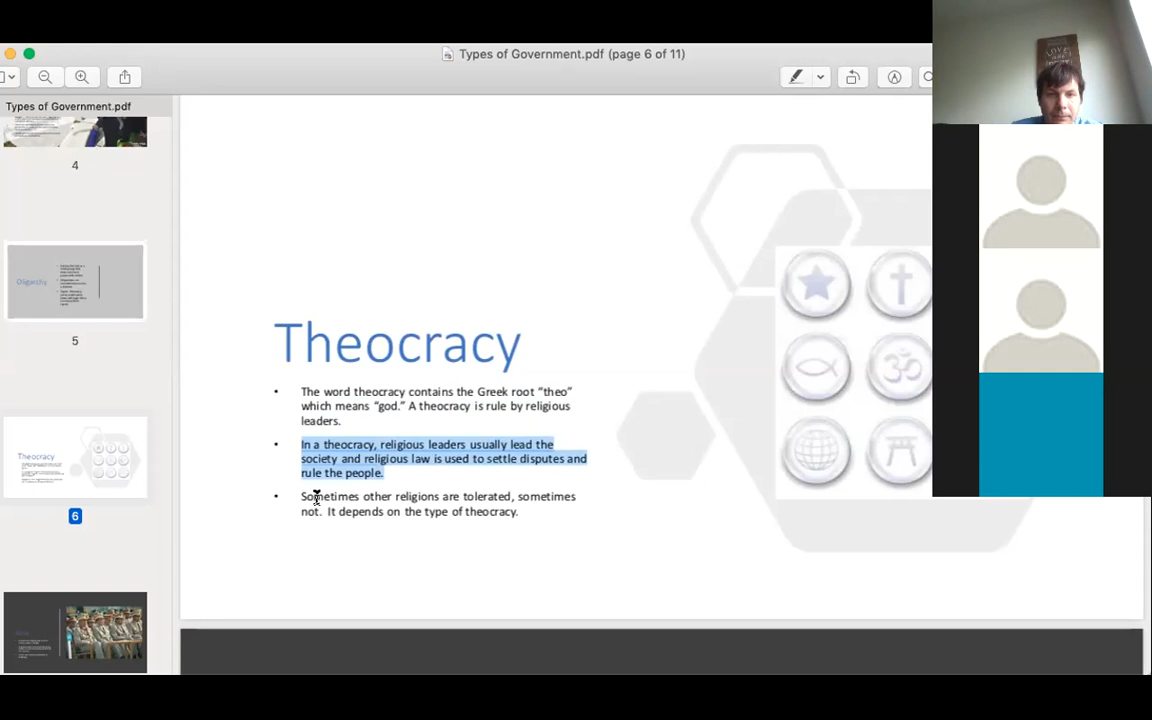 Types of Government.pdf (page 6 of 11)
Types of Government.pdf
4
Oligarchy
5
Theocracy
6
Theocracy
• The word theocracy contains the Greek root “theo”
which means “god.” A theocracy is rule by religious
leaders.
• In a theocracy, religious leaders usually lead the
society and religious law is used to settle disputes and
rule the people.
• Sometimes other religions are tolerated, sometimes
not. It depends on the type of theocracy.